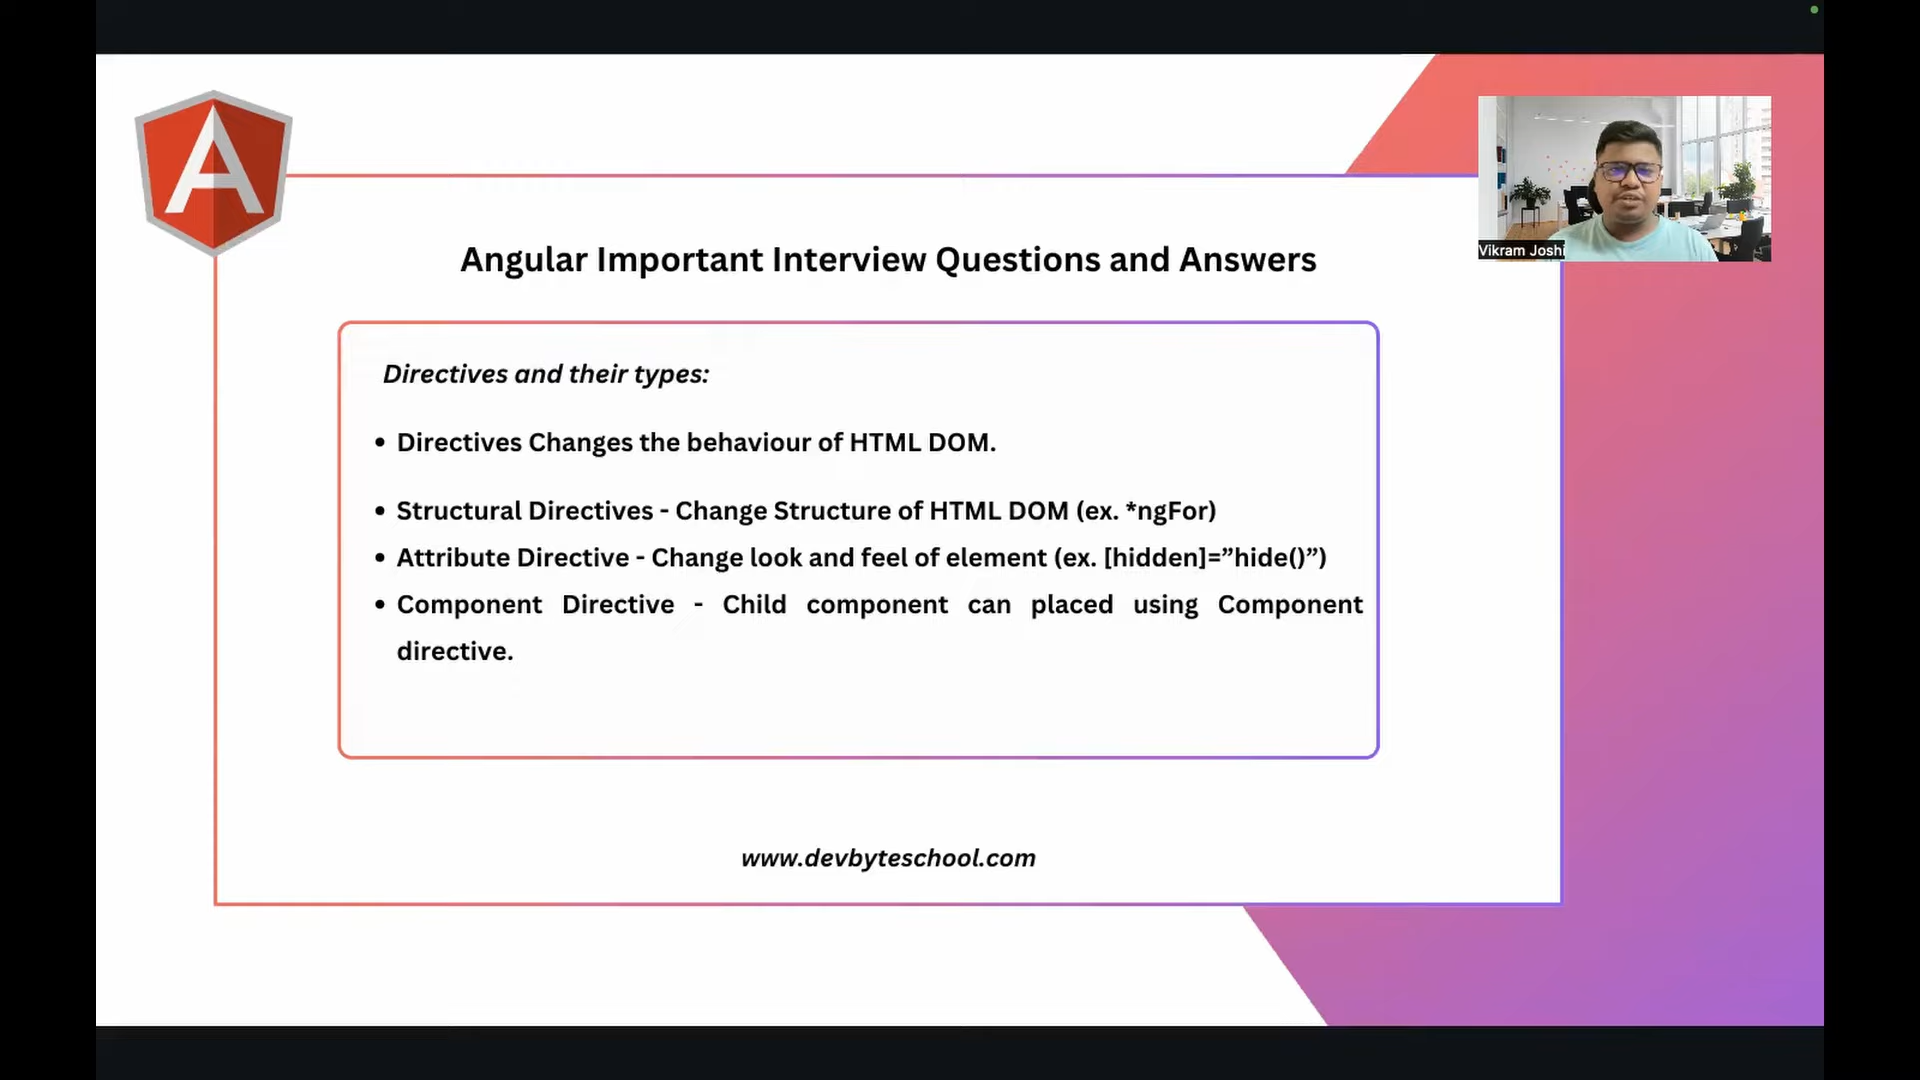 Vikram Joshi
Angular Important Interview Questions and Answers
Directives and their types:
• Directives Changes the behaviour of HTML DOM.
• Structural Directives - Change Structure of HTML DOM (ex. *ngFor)
• Attribute Directive - Change look and feel of element (ex. [hidden]=”hide()”)
• Component Directive - Child component can placed using Component
directive.
www.devbyteschool.com